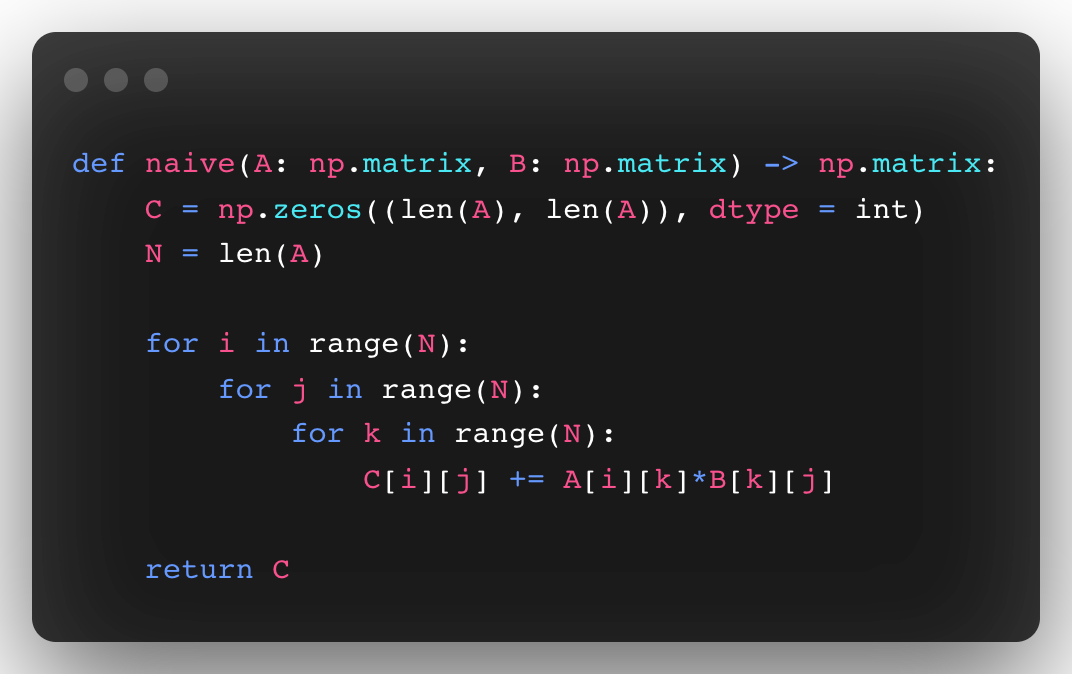 def naive(A: np.matrix, B: np.matrix) -> np.matrix:
    C = np.zeros((len(A), len(A)), dtype = int)
    N = len(A)

    for i in range(N):
        for j in range(N):
            for k in range(N):
                C[i][j] += A[i][k]*B[k][j]

    return C